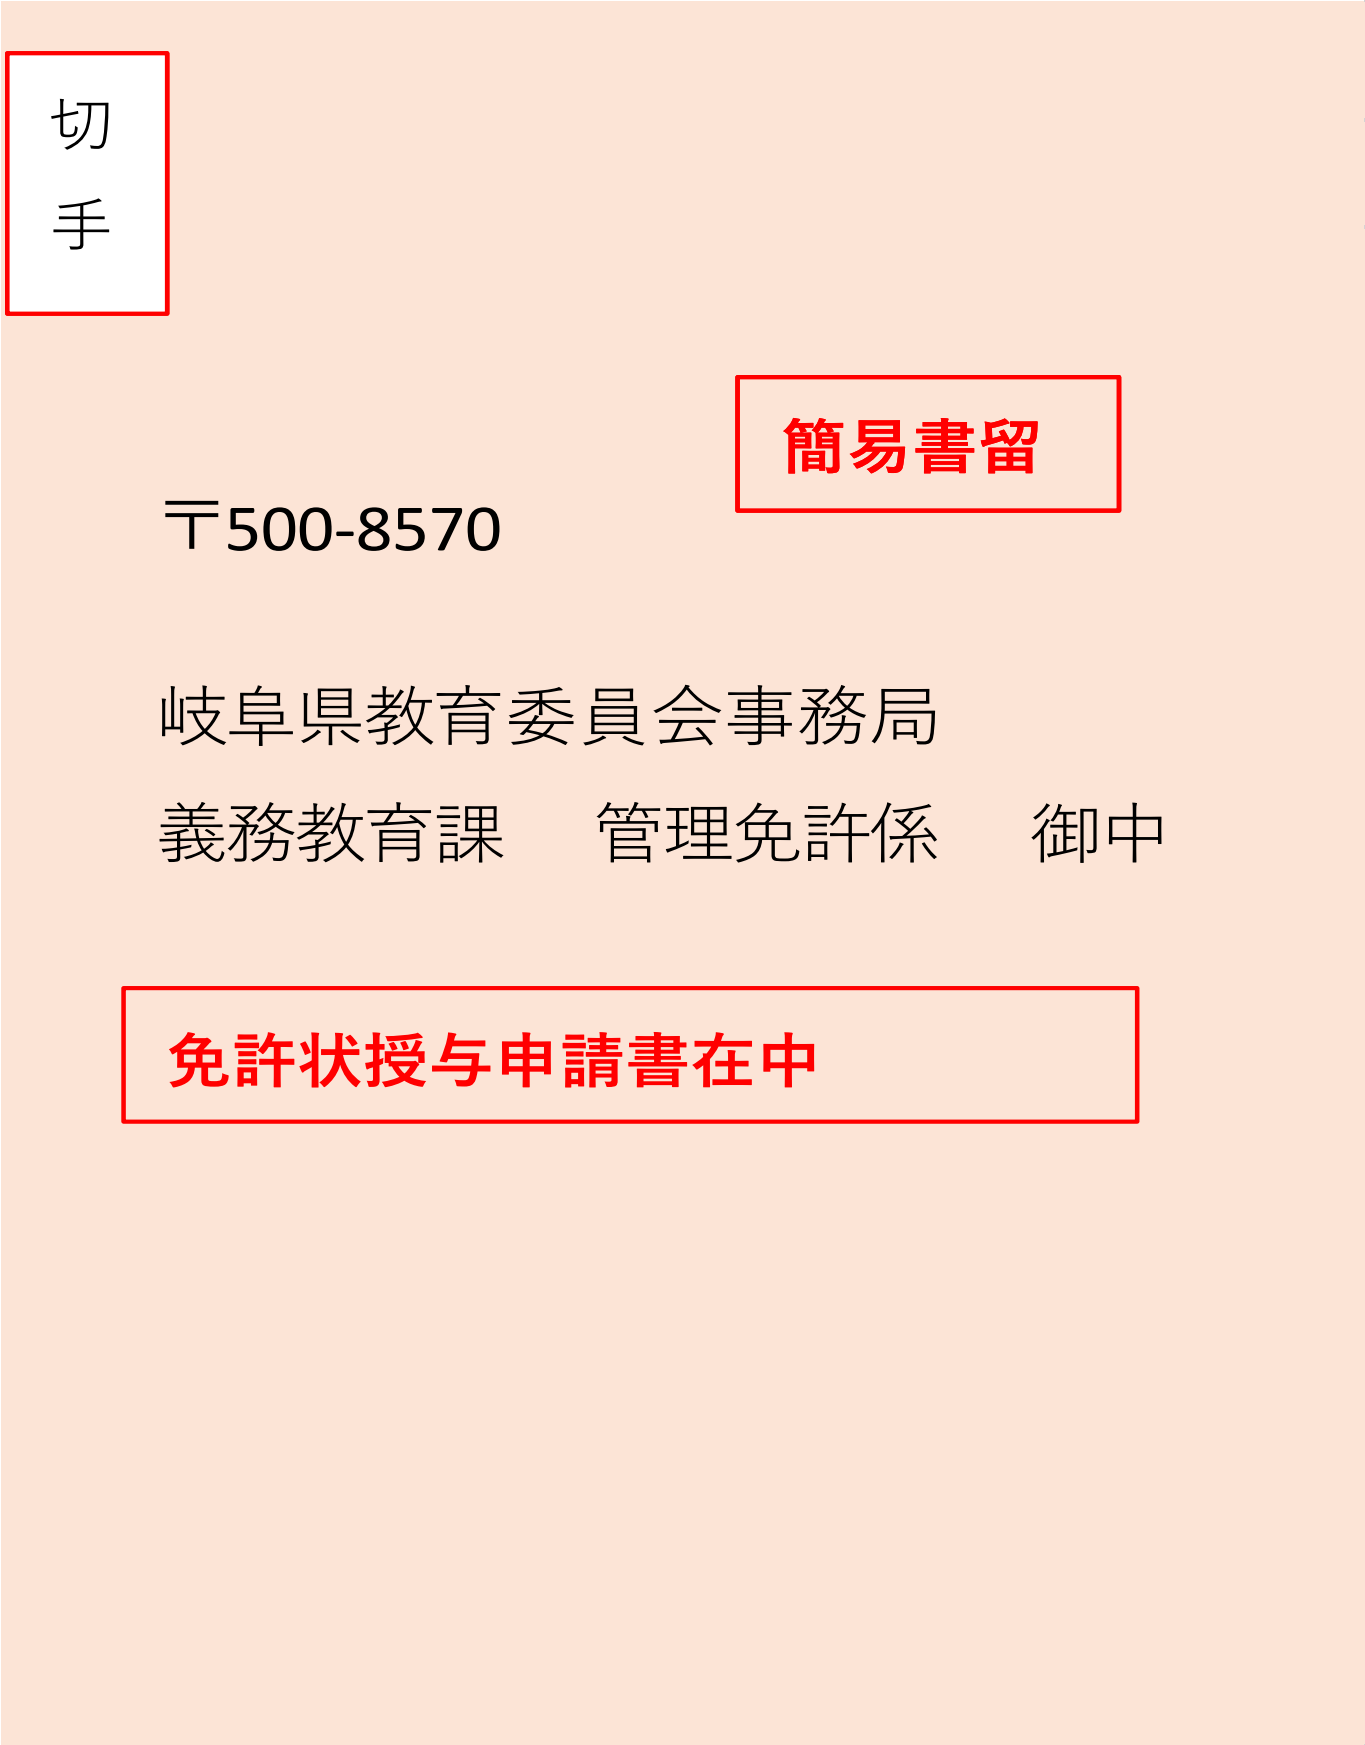 切
手
簡易書留
〒500-8570
岐阜県教育委員会事務局
義務教育課　管理免許係　御中
免許状授与申請書在中